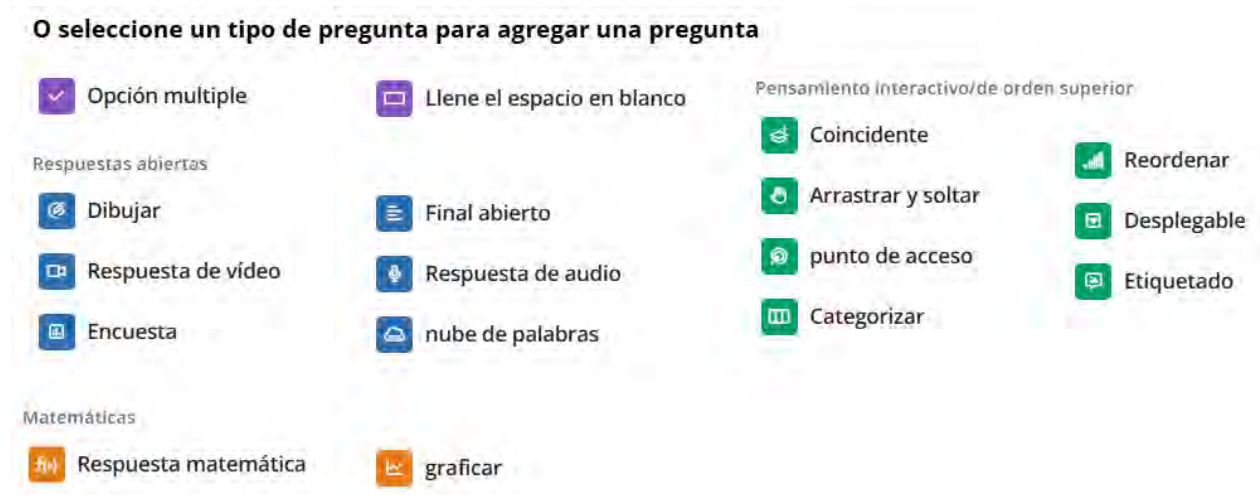 O seleccione un tipo de pregunta para agregar una pregunta
Opción multiple
Llene el espacio en blanco
Respuestas abiertas
Dibujar
Final abierto
Respuesta de vídeo
Respuesta de audio
Encuesta
nube de palabras
Pensamiento interactivo/de orden superior
Coincidente
Reordenar
Arrastrar y soltar
Desplegable
punto de acceso
Etiquetado
Categorizar
Matemáticas
f(x)
Respuesta matemática
graficar